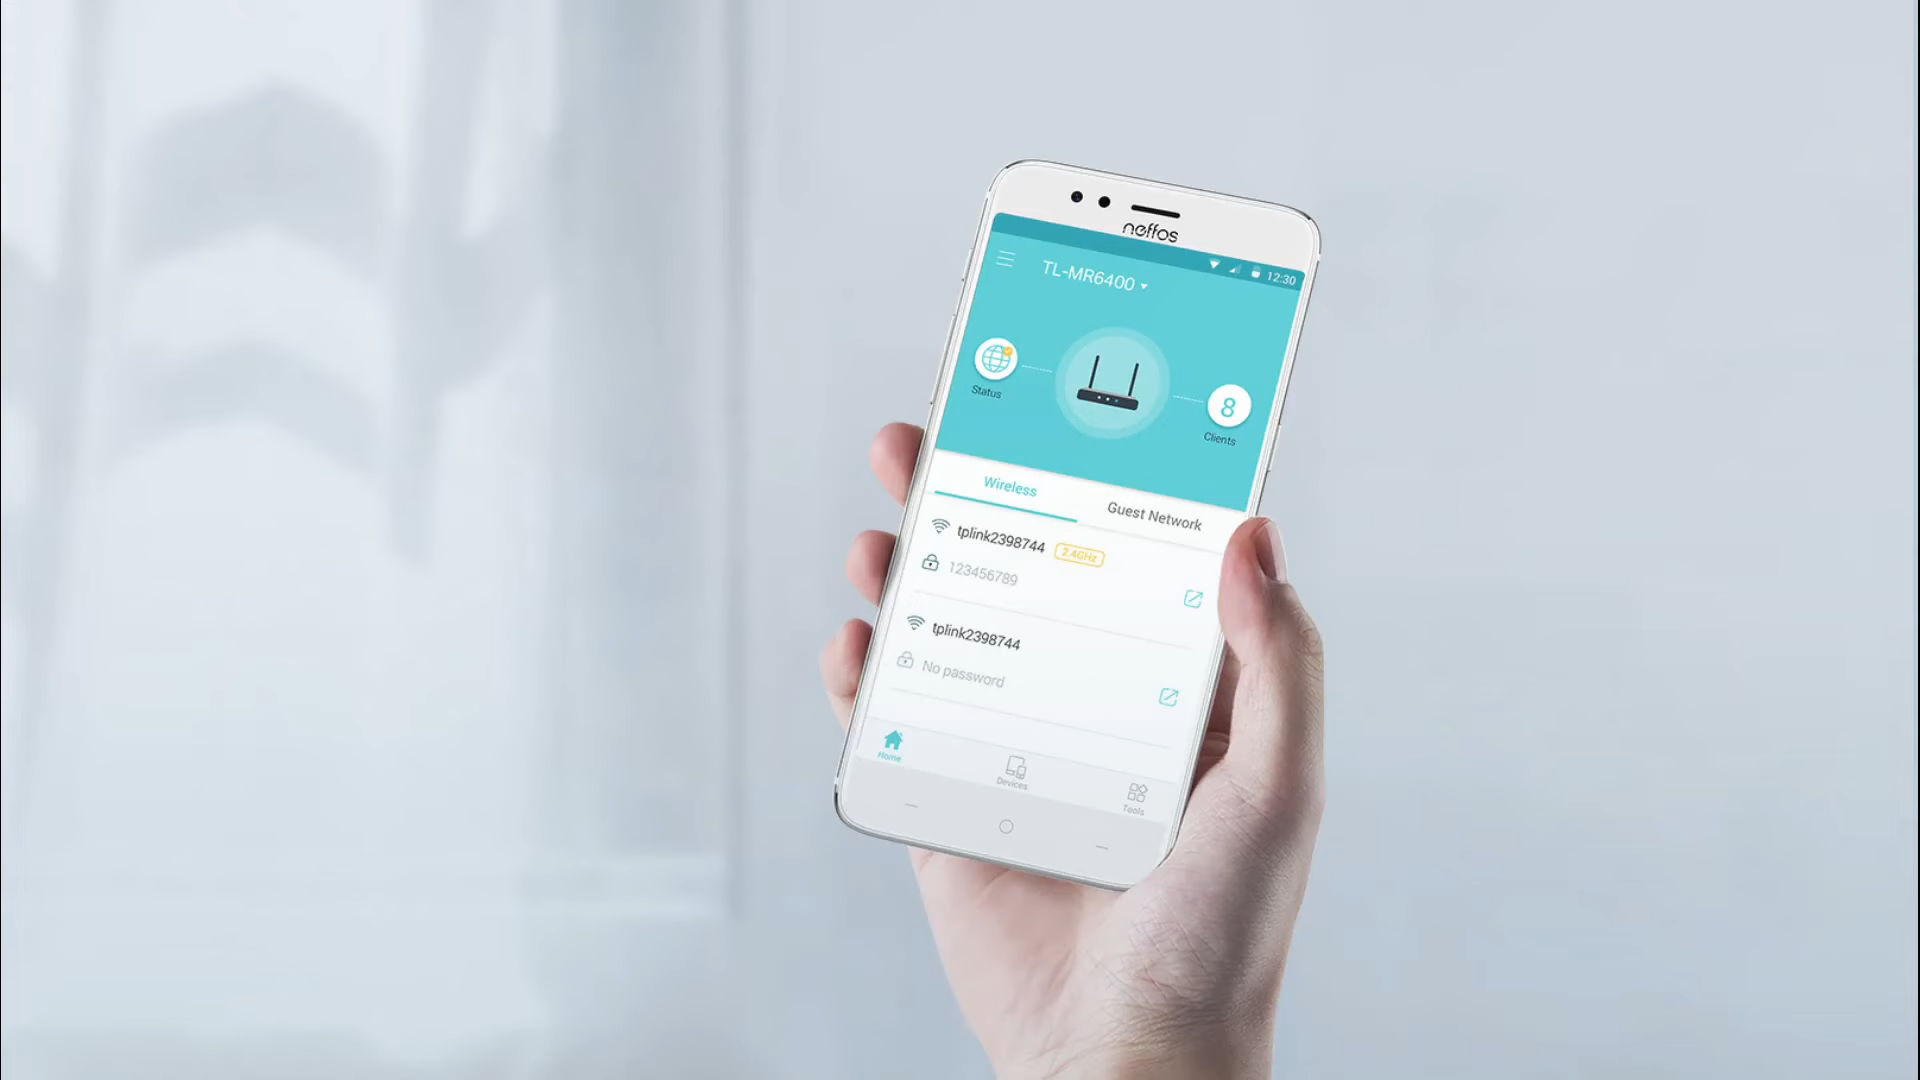 neffos
12:30
TL-MR6400
Status
8
Clients
Wireless
Guest Network
tplink2398744 2.4GHz
123456789
tplink2398744
No password
Home
Devices
Tools